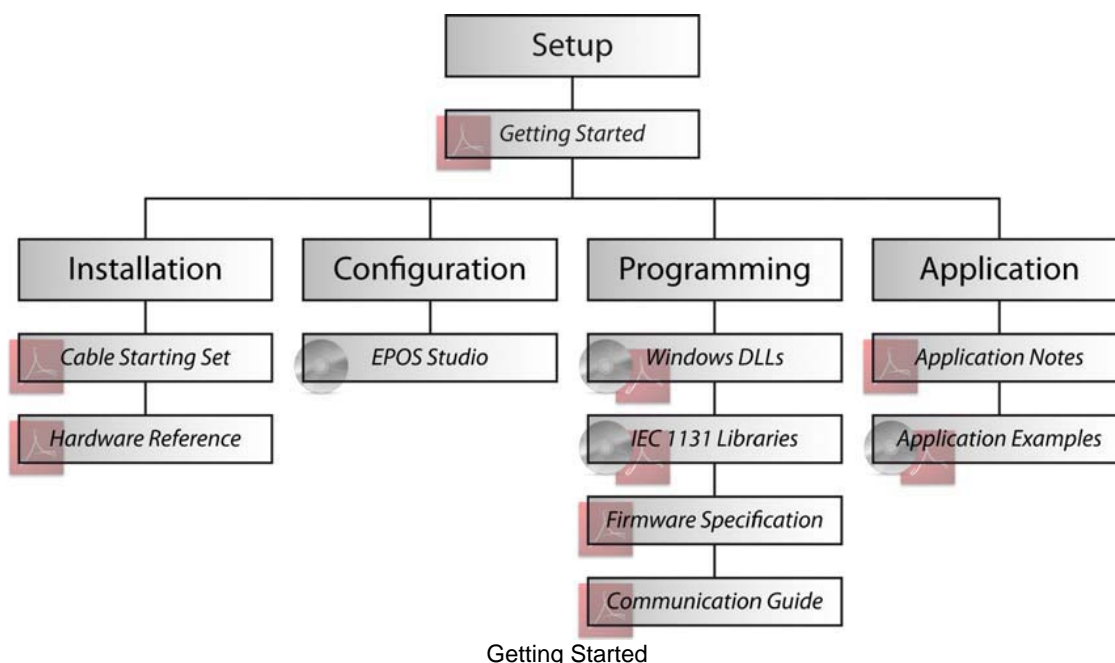 Setup
Getting Started
Installation
Configuration
Programming
Application
Cable Starting Set
EPOS Studio
Windows DLLs
Application Notes
Hardware Reference
IEC 1131 Libraries
Application Examples
Firmware Specification
Communication Guide
Getting Started